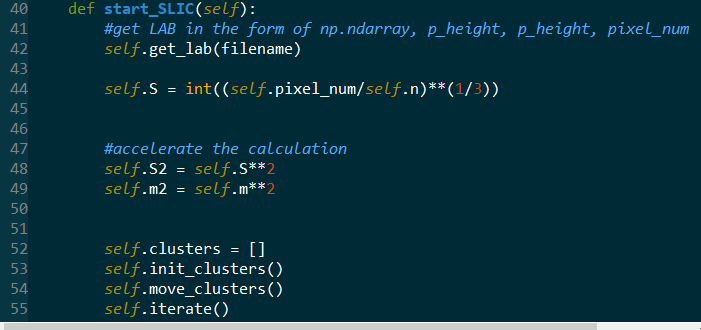 40 def start_SLIC(self):
41 #get LAB in the form of np.ndarray, p_height, p_height, pixel_num
42 self.get_lab(filename)
43
44 self.S = int((self.pixel_num/self.n)**(1/3))
45
46
47 #accelerate the calculation
48 self.S2 = self.S**2
49 self.m2 = self.m**2
50
51
52 self.clusters = []
53 self.init_clusters()
54 self.move_clusters()
55 self.iterate()